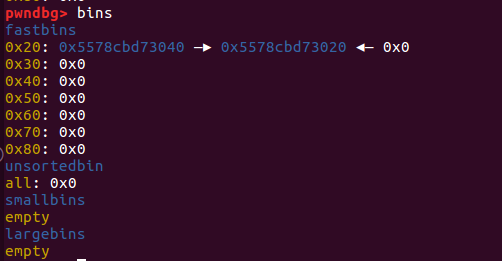 pwndbg> bins
fastbins
0x20: 0x5578cbd73040 —▸ 0x5578cbd73020 ◂— 0x0
0x30: 0x0
0x40: 0x0
0x50: 0x0
0x60: 0x0
0x70: 0x0
0x80: 0x0
unsortedbin
all: 0x0
smallbins
empty
largebins
empty